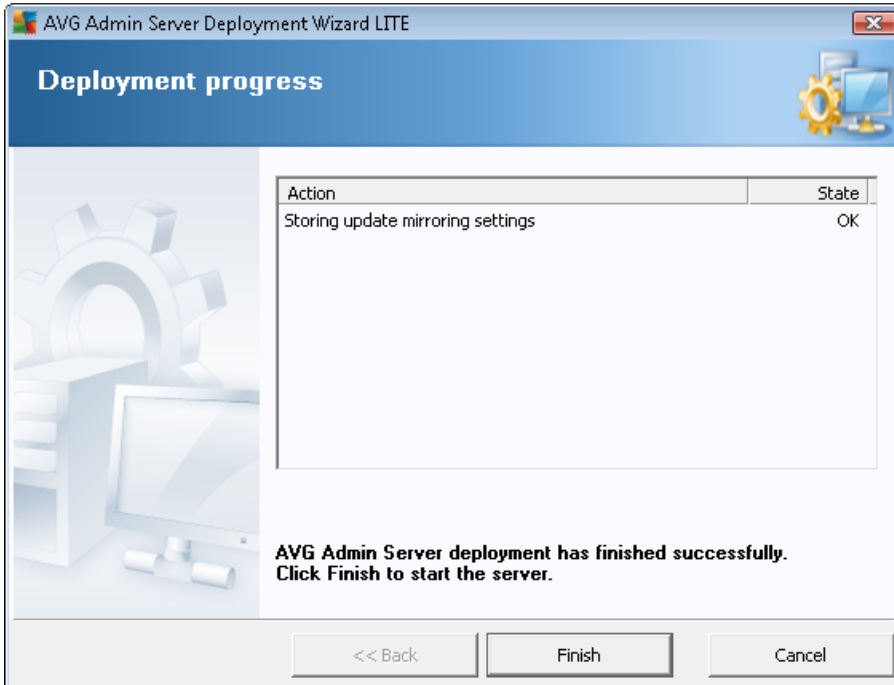 AVG Admin Server Deployment Wizard LITE
Deployment progress
Action State
Storing update mirroring settings OK
AVG Admin Server deployment has finished successfully.
Click Finish to start the server.
<< Back Finish Cancel